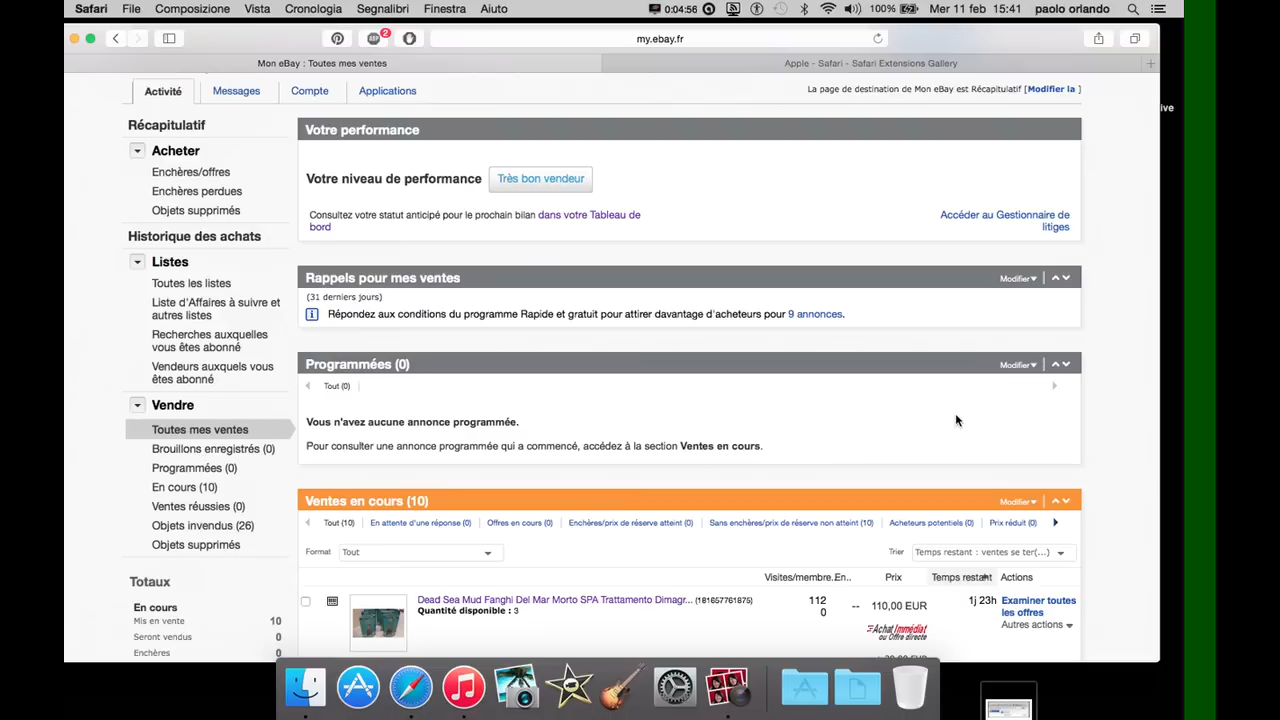 Safari File Composizione Vista Cronologia Segnalibri Finestra Aiuto 0:04:56 100% Mer 11 feb 15:41 paolo orlando
2
my.ebay.fr
Mon eBay : Toutes mes ventes
Apple - Safari - Safari Extensions Gallery
Activité Messages Compte Applications
La page de destination de Mon eBay est Récapitulatif [Modifier la ]
ive
Récapitulatif
Acheter
Enchères/offres
Enchères perdues
Objets supprimés
Historique des achats
Listes
Toutes les listes
Liste d'Affaires à suivre et
autres listes
Recherches auxquelles
vous êtes abonné
Vendeurs auxquels vous
êtes abonné
Vendre
Toutes mes ventes
Brouillons enregistrés (0)
Programmées (0)
En cours (10)
Ventes réussies (0)
Objets invendus (26)
Objets supprimés
Totaux
En cours
Mis en vente 10
Seront vendus 0
Enchères 0
Votre performance
Votre niveau de performance Très bon vendeur
Consultez votre statut anticipé pour le prochain bilan dans votre Tableau de
bord
Accéder au Gestionnaire de
litiges
Rappels pour mes ventes Modifier
(31 derniers jours)
Répondez aux conditions du programme Rapide et gratuit pour attirer davantage d'acheteurs pour 9 annonces.
Programmées (0) Modifier
Tout (0)
Vous n'avez aucune annonce programmée.
Pour consulter une annonce programmée qui a commencé, accédez à la section Ventes en cours.
Ventes en cours (10) Modifier
Tout (10) En attente d'une réponse (0) Offres en cours (0) Enchères/prix de réserve atteint (0) Sans enchères/prix de réserve non atteint (10) Acheteurs potentiels (0) Prix réduit (0)
Format Tout Trier Temps restant : ventes se ter(...)
Visites/membre.. En.. Prix Temps restant Actions
Dead Sea Mud Fanghi Del Mar Morto SPA Trattamento Dimagr... (181657761875)
Quantité disponible : 3
112
0
--
110,00 EUR
Achat Immédiat
ou Offre directe
1j 23h
Examiner toutes
les offres
Autres actions